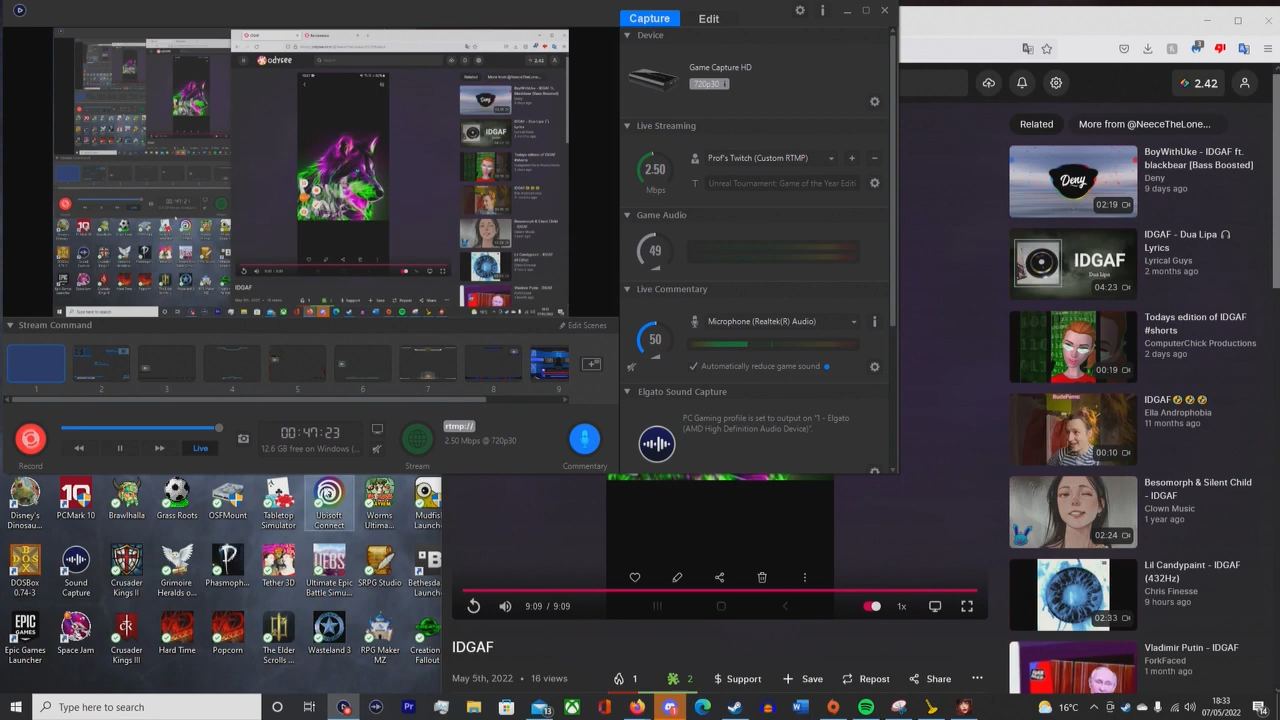 Capture
Edit
Device
Game Capture HD
720p30
Live Streaming
2.50
Mbps
Prof's Twitch (Custom RTMP)
Unreal Tournament: Game of the Year Editi
Game Audio
49
Live Commentary
50
Microphone (Realtek(R) Audio)
Automatically reduce game sound
Elgato Sound Capture
PC Gaming profile is set to output on "1 - Elgato
(AMD High Definition Audio Device)".
odysee
IDGAF
Stream Command
Edit Scenes
1
2
3
4
5
6
7
8
9
Record
Live
00:47:23
12.6 GB free on Windows (...
Stream
rtmp://
2.50 Mbps @ 720p30
Commentary
2.42
Related
More from @NeeceTheLone...
BoyWithUke - IDGAF ft.
blackbear [Bass Boosted]
Deny
9 days ago
02:19
IDGAF - Dua Lipa 🎧
Lyrics
Lyrical Guys
2 months ago
IDGAF
Dua Lipa
04:23
Todays edition of IDGAF
#shorts
ComputerChick Productions
7 days ago
00:19
IDGAF🤣🤣🤣
Ella Androphobia
11 months ago
00:10
Besomorph & Silent Child
- IDGAF
Clown Music
1 year ago
02:24
Lil Candypaint - IDGAF
(432Hz)
Chris Finesse
9 hours ago
02:33
Vladimir Putin - IDGAF
ForkFaced
1 month ago
Disney's
Dinosau...
PCMark 10
Brawlhalla
Grass Roots
OSFMount
Tabletop
Simulator
Ubisoft
Connect
Worms
Ultima...
Mudfis
Launch
DOSBox
0.74-3
Sound
Capture
Crusader
Kings II
Grimoire
Heralds o...
Phasmoph...
Tether 3D
Ultimate Epic
Battle Simu...
SRPG Studio
Bethesda
Launcher
Epic Games
Launcher
Space Jam
Crusader
Kings III
Hard Time
Popcorn
The Elder
Scrolls ...
Wasteland 3
RPG Maker
MZ
Creation
Fallout
9:09 / 9:09
1x
IDGAF
May 5th, 2022 • 16 views
1
2
Support
Save
Repost
Share
Type here to search
16°C
18:33
07/05/2022